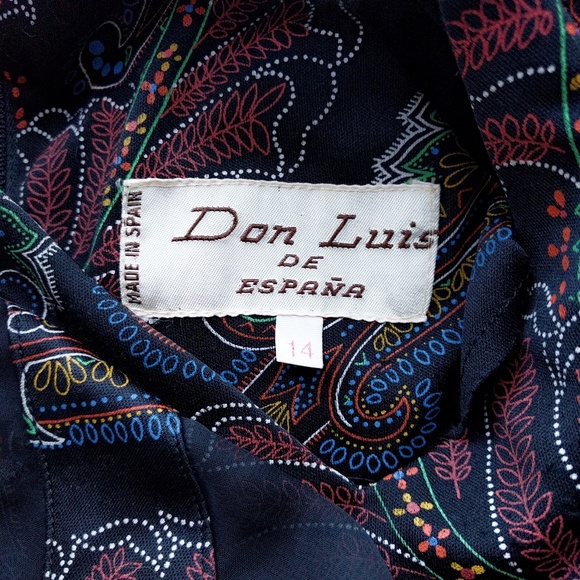 MADE IN SPAIN
Don Luis
DE
ESPAÑA
14